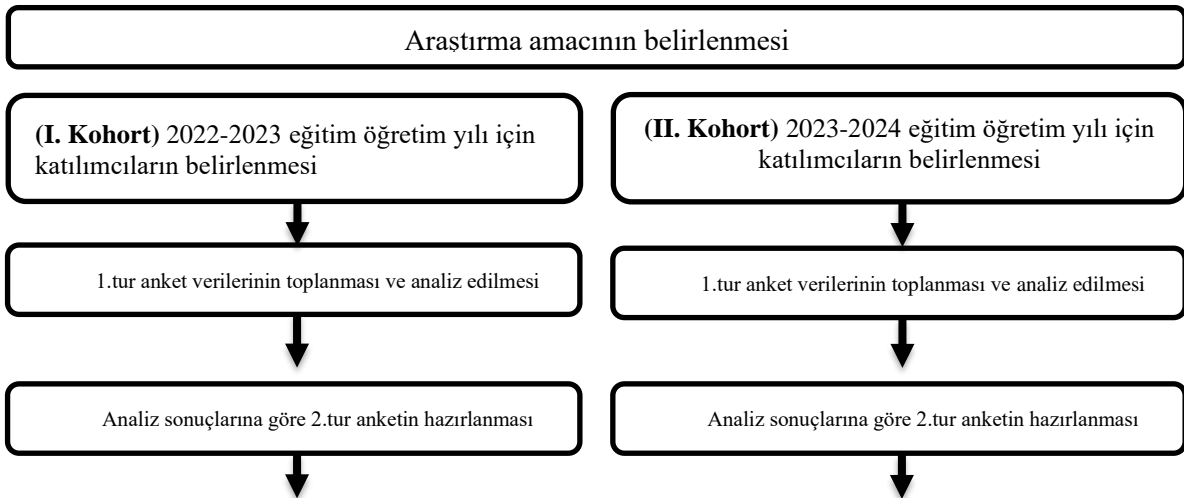 Araştırma amacının belirlenmesi
(I. Kohort) 2022-2023 eğitim öğretim yılı için
katılımcıların belirlenmesi
(II. Kohort) 2023-2024 eğitim öğretim yılı için
katılımcıların belirlenmesi
1.tur anket verilerinin toplanması ve analiz edilmesi
1.tur anket verilerinin toplanması ve analiz edilmesi
Analiz sonuçlarına göre 2.tur anketin hazırlanması
Analiz sonuçlarına göre 2.tur anketin hazırlanması